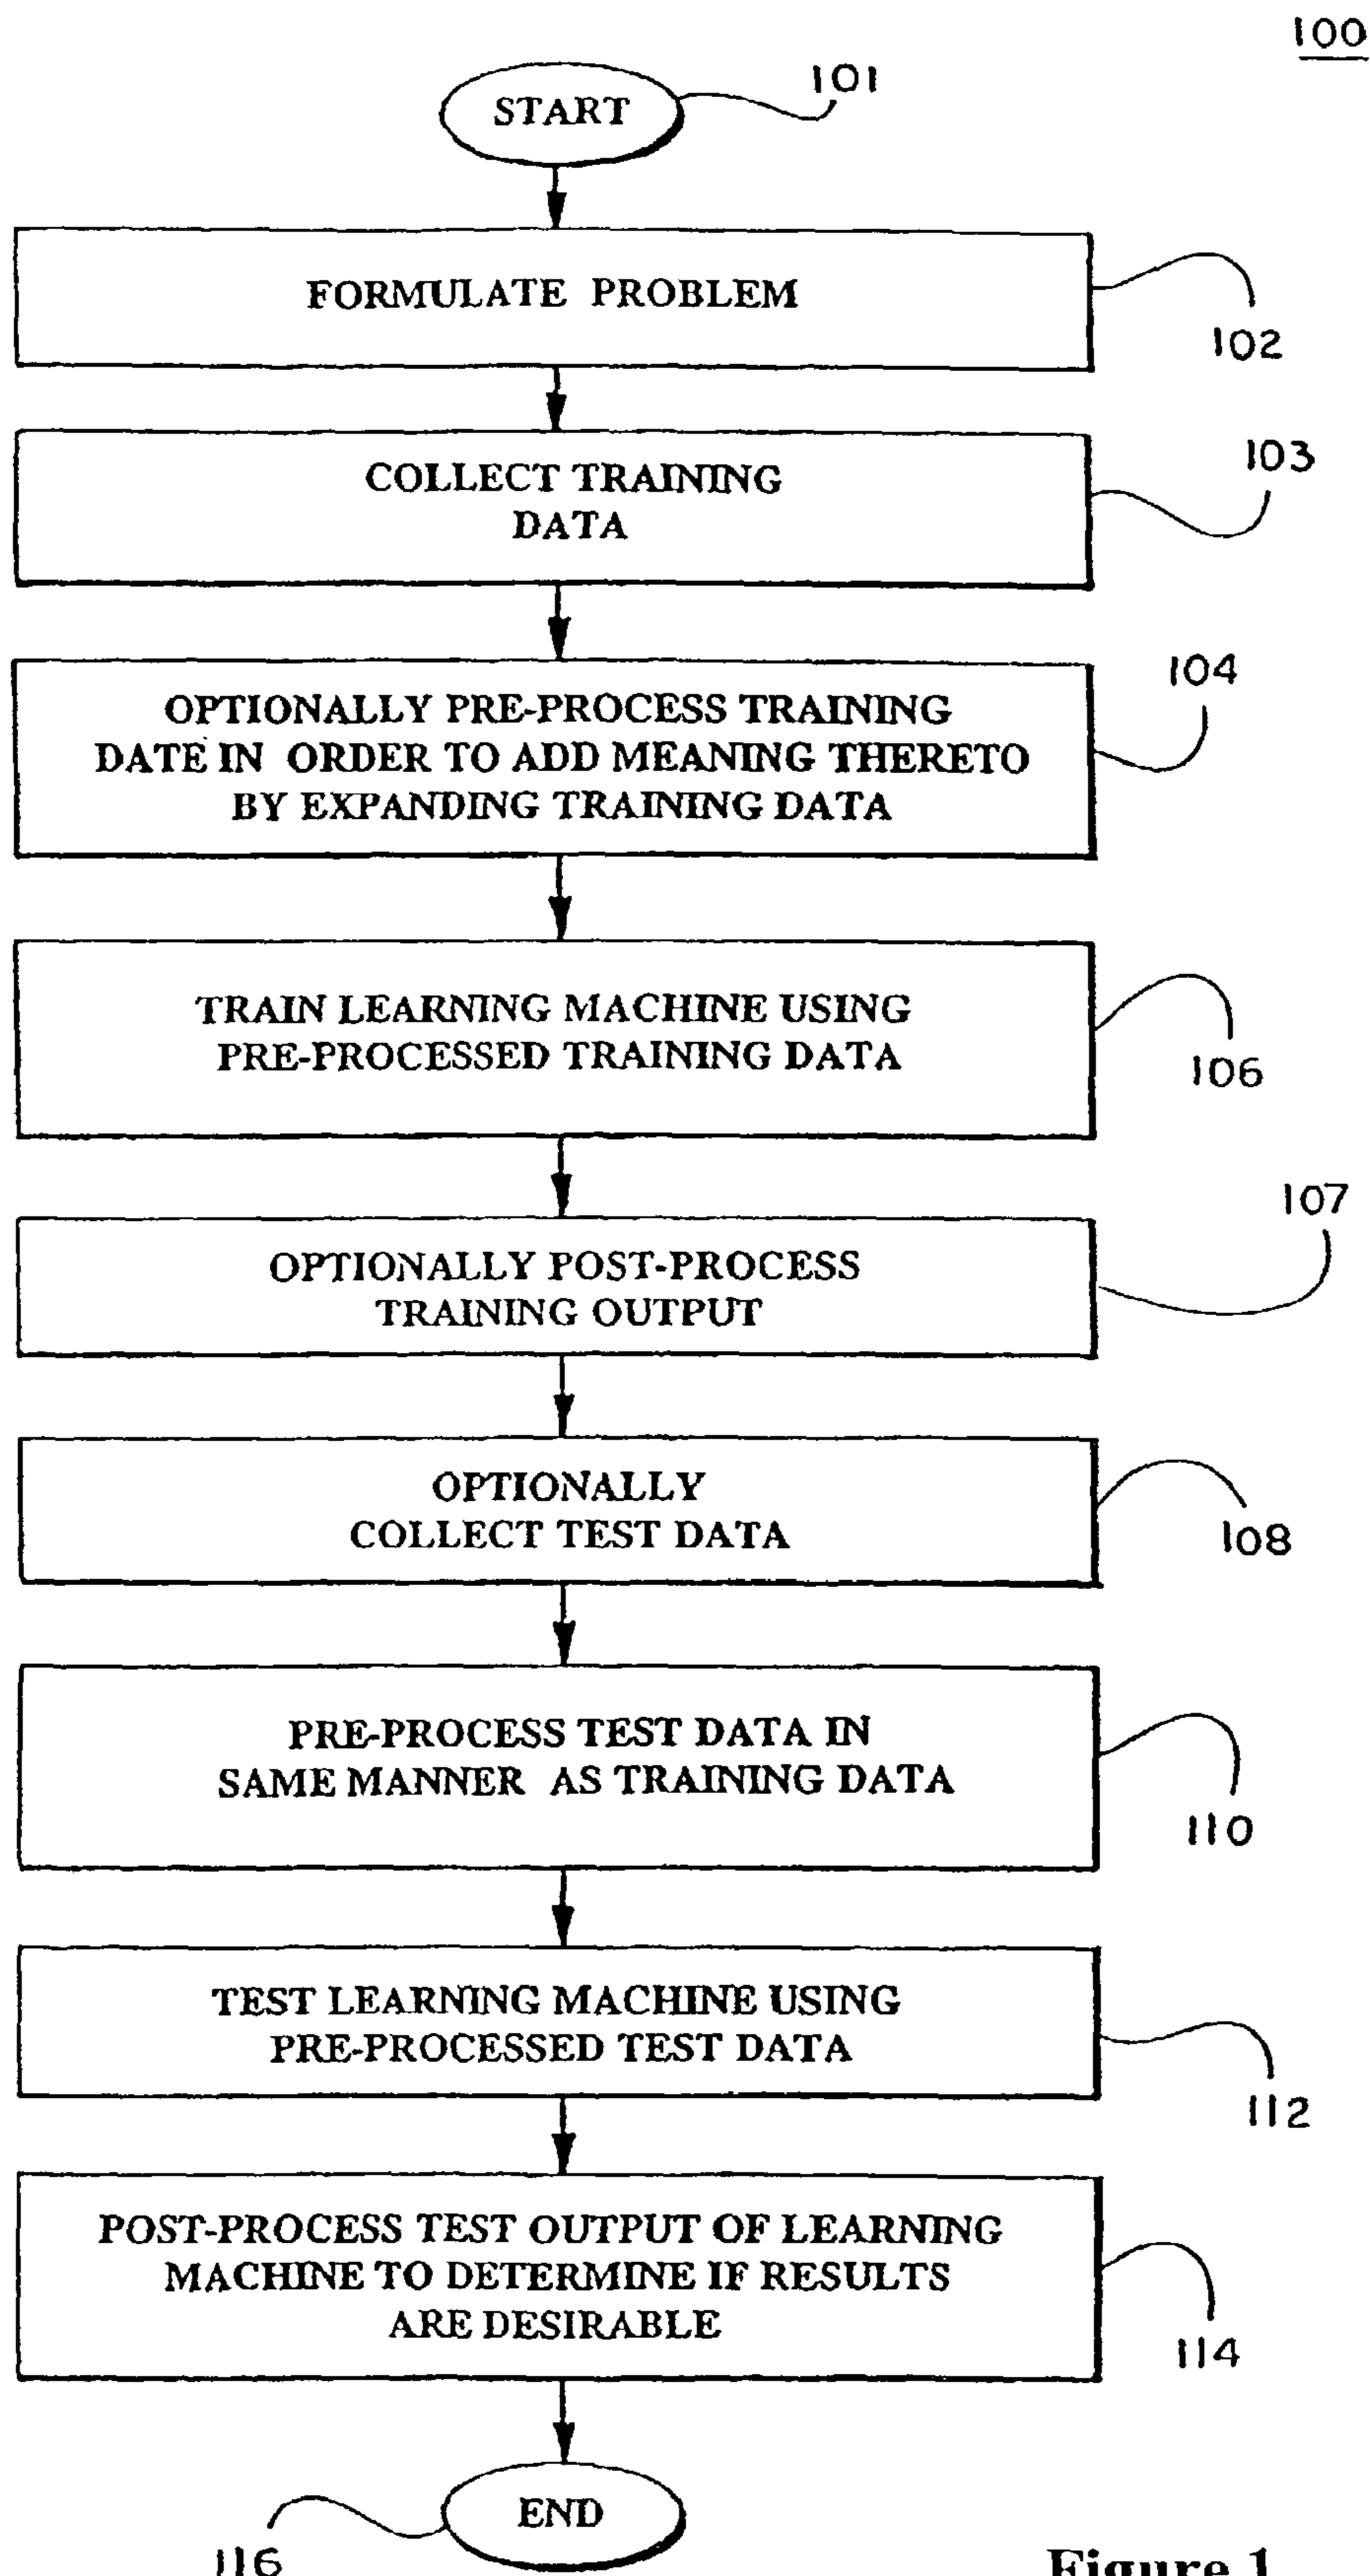 100
START
101
FORMULATE PROBLEM
102
COLLECT TRAINING
DATA
103
OPTIONALLY PRE-PROCESS TRAINING
DATE IN ORDER TO ADD MEANING THERETO
BY EXPANDING TRAINING DATA
104
TRAIN LEARNING MACHINE USING
PRE-PROCESSED TRAINING DATA
106
OPTIONALLY POST-PROCESS
TRAINING OUTPUT
107
OPTIONALLY
COLLECT TEST DATA
108
PRE-PROCESS TEST DATA IN
SAME MANNER AS TRAINING DATA
110
TEST LEARNING MACHINE USING
PRE-PROCESSED TEST DATA
112
POST-PROCESS TEST OUTPUT OF LEARNING
MACHINE TO DETERMINE IF RESULTS
ARE DESIRABLE
114
END
116
Figure 1